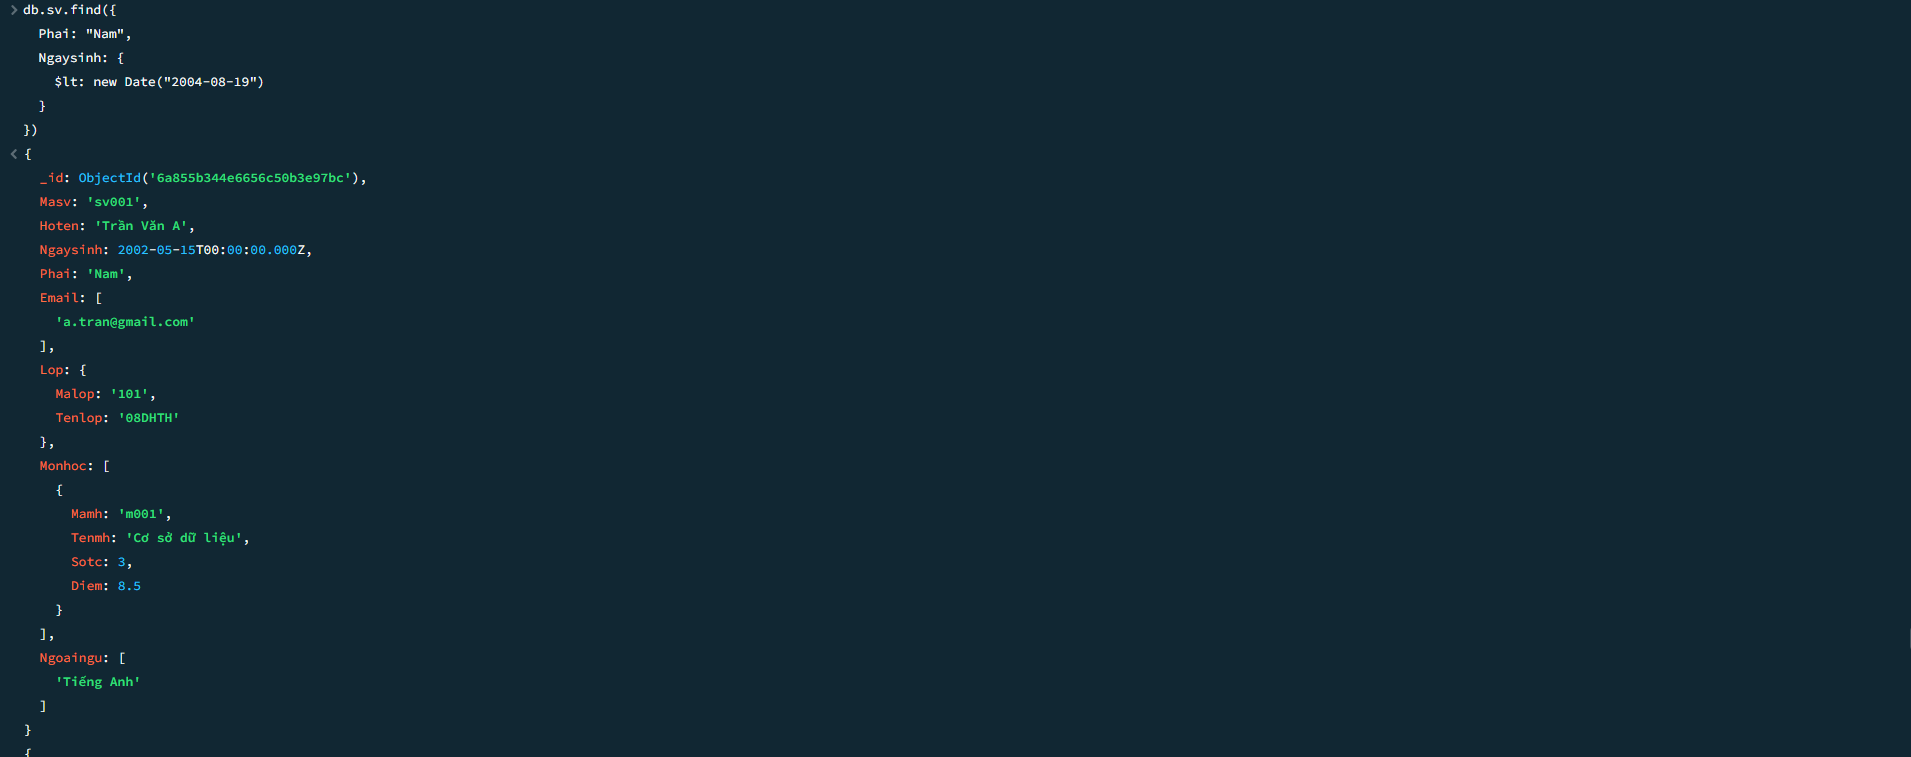 > db.sv.find({
Phai: "Nam",
Ngaysinh: {
$lt: new Date("2004-08-19")
}
})
< {
_id: ObjectId('6a855b344e6656c50b3e97bc'),
Masv: 'sv001',
Hoten: 'Trần Văn A',
Ngaysinh: 2002-05-15T00:00:00.000Z,
Phai: 'Nam',
Email: [
'a.tran@gmail.com'
],
Lop: {
Malop: '101',
Tenlop: '08DHTH'
},
Monhoc: [
{
Mamh: 'm001',
Tenmh: 'Cơ sở dữ liệu',
Sotc: 3,
Diem: 8.5
}
],
Ngoaingu: [
'Tiếng Anh'
]
}
{